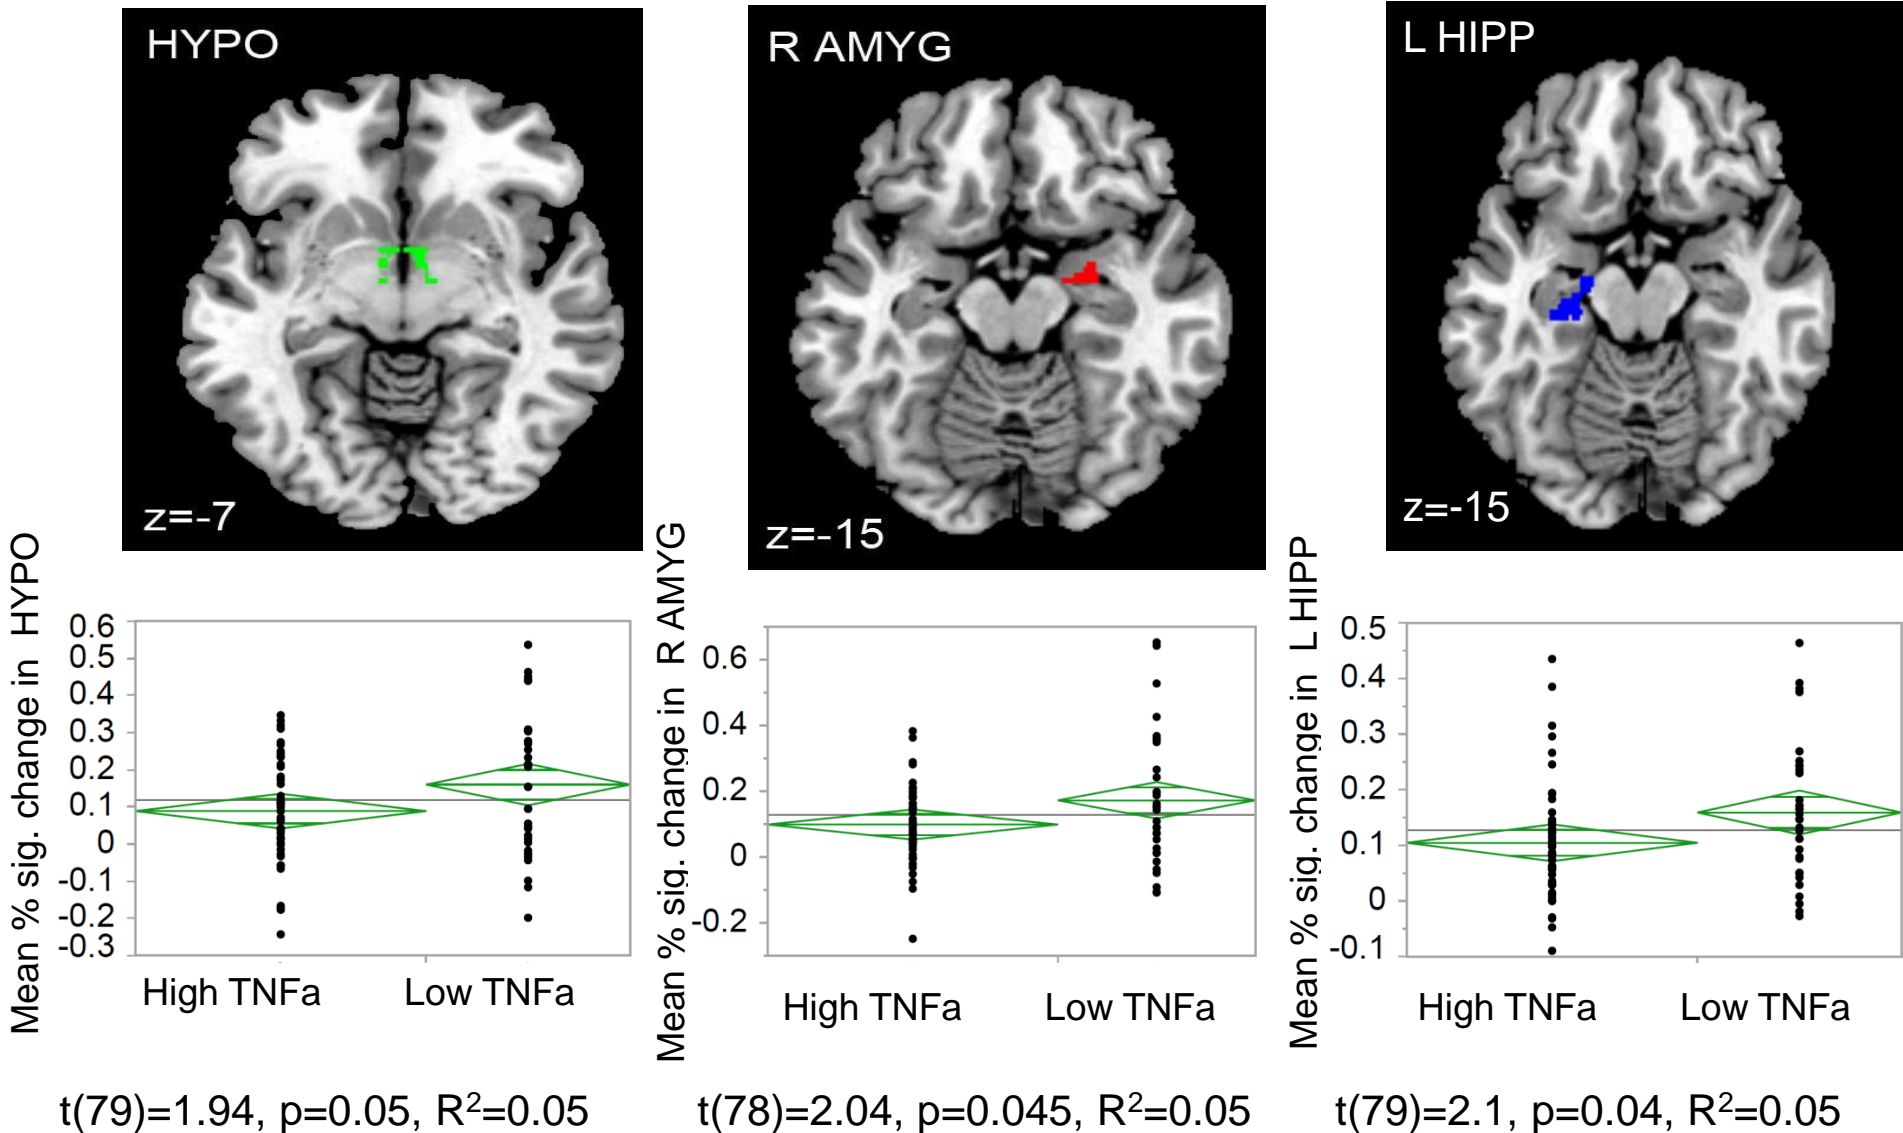 HYPO
z=-7
R AMYG
z=-15
L HIPP
z=-15
Mean % sig. change in HYPO
0.6
0.5
0.4
0.3
0.2
0.1
0
-0.1
-0.2
-0.3
High TNFa
Low TNFa
t(79)=1.94, p=0.05, R²=0.05
Mean % sig. change in R AMYG
0.6
0.4
0.2
0
-0.2
High TNFa
Low TNFa
t(78)=2.04, p=0.045, R²=0.05
Mean % sig. change in L HIPP
0.5
0.4
0.3
0.2
0.1
0
-0.1
High TNFa
Low TNFa
t(79)=2.1, p=0.04, R²=0.05